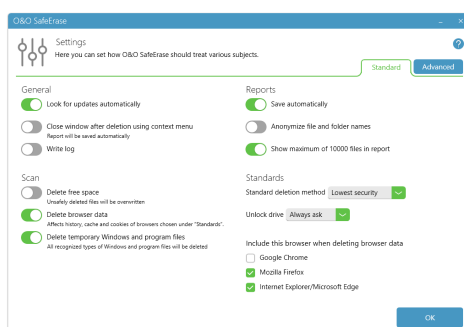 O&O SafeErase
Settings
Here you can set how O&O SafeErase should treat various subjects.
Standard
Advanced
General
Look for updates automatically
Close window after deletion using context menu
Report will be saved automatically
Write log
Reports
Save automatically
Anonymize file and folder names
Show maximum of 10000 files in report
Scan
Delete free space
Unsafely deleted files will be overwritten
Delete browser data
Affects history, cache and cookies of browsers chosen under "Standards".
Delete temporary Windows and program files
All recognized types of Windows and program files will be deleted
Standards
Standard deletion method Lowest security
Unlock drive Always ask
Include this browser when deleting browser data
Google Chrome
Mozilla Firefox
Internet Explorer/Microsoft Edge
OK